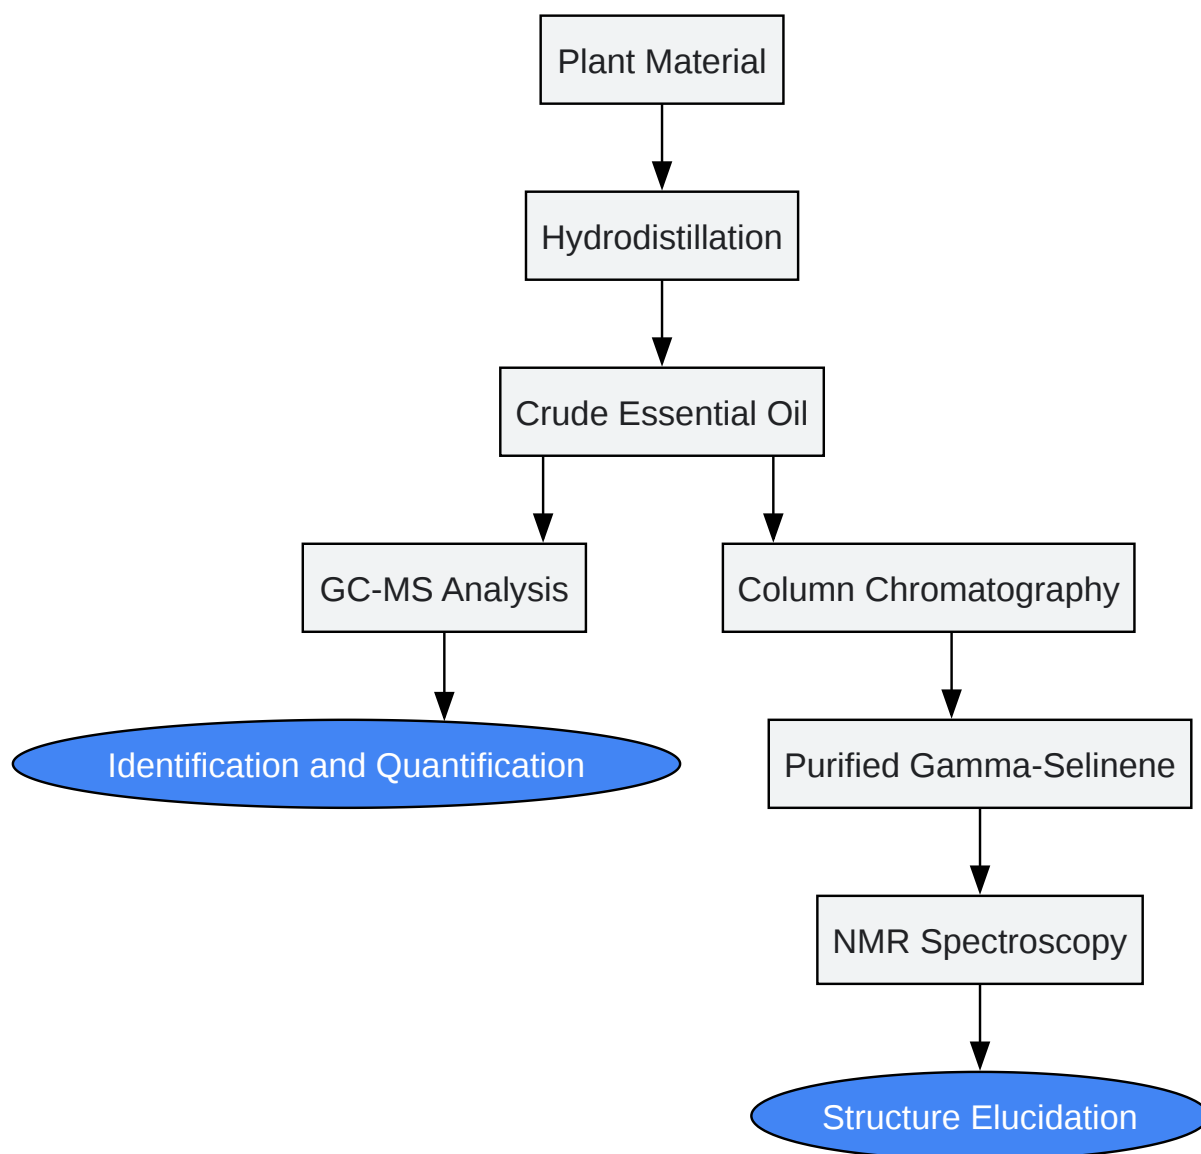 Plant Material
Hydrodistillation
Crude Essential Oil
GC-MS Analysis
Column Chromatography
Identification and Quantification
Purified Gamma-Selinene
NMR Spectroscopy
Structure Elucidation